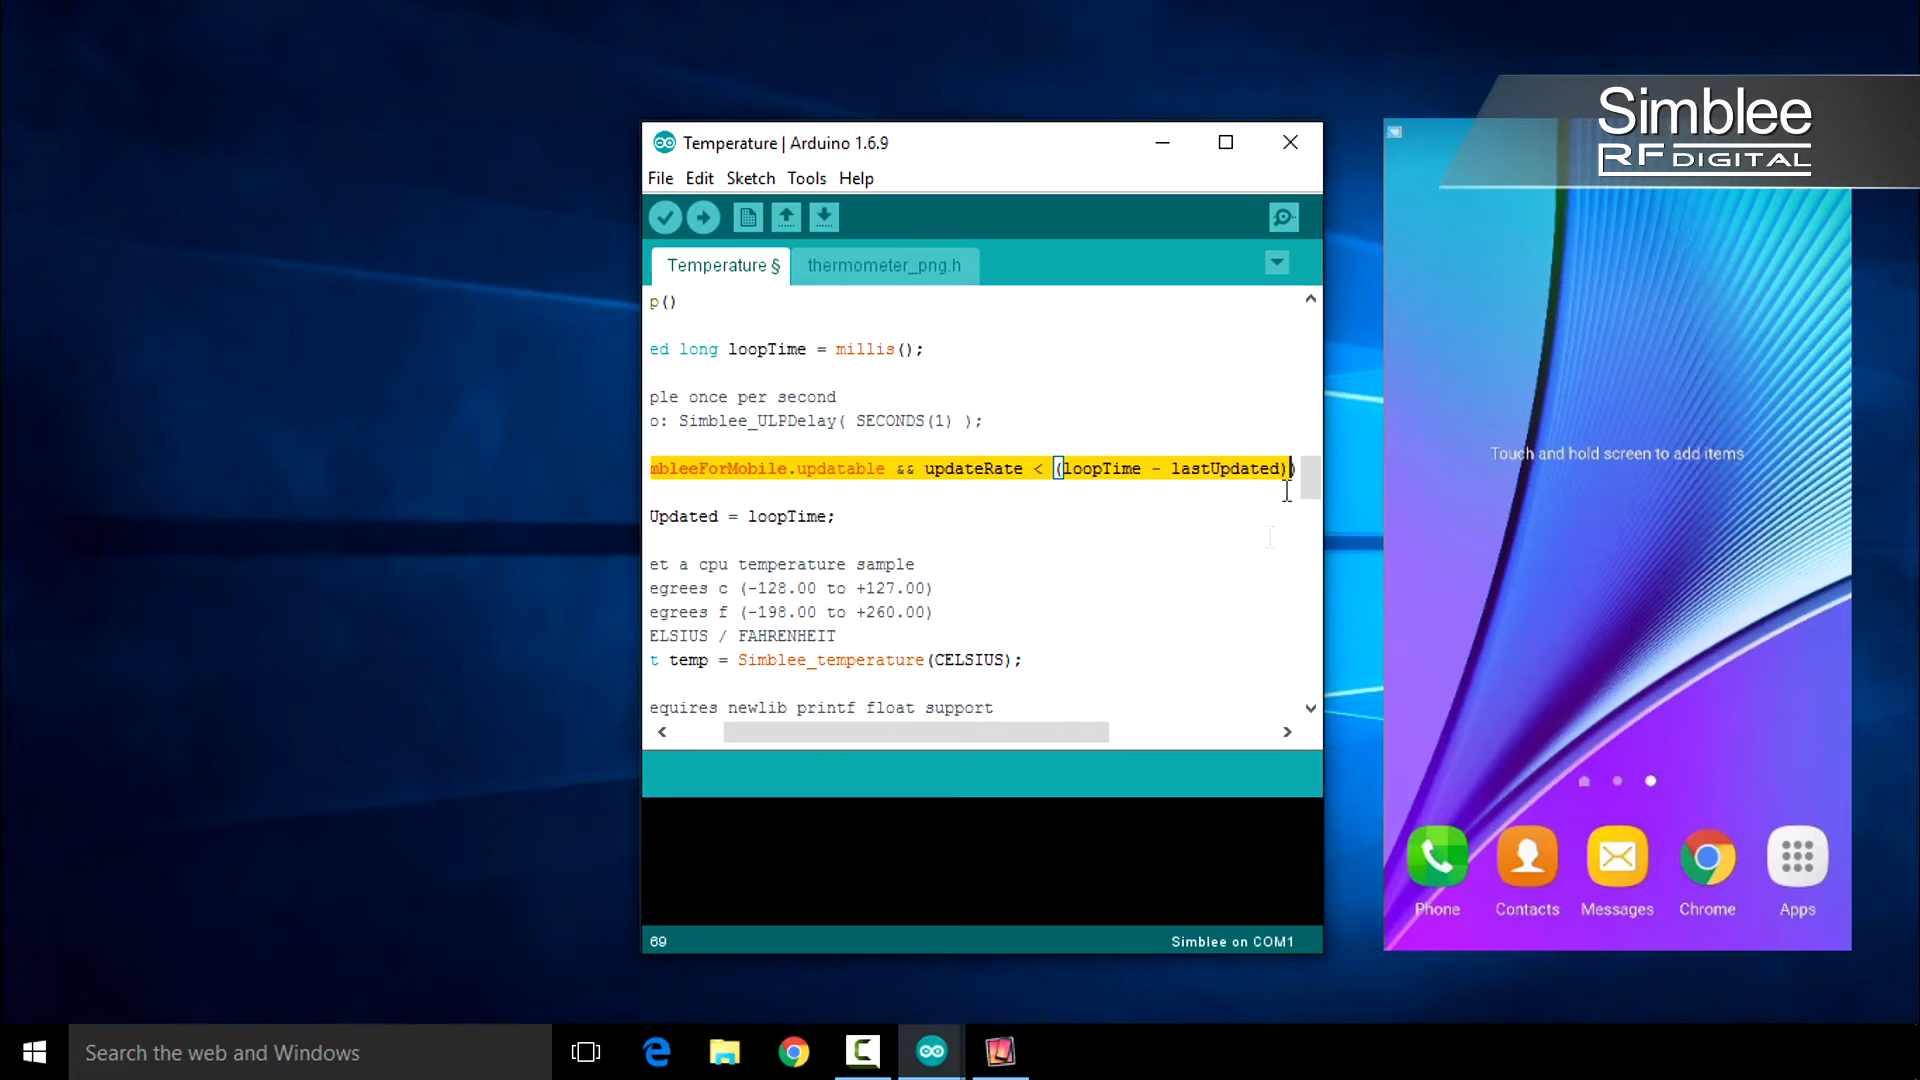 Simblee
RF DIGITAL
Temperature | Arduino 1.6.9
File Edit Sketch Tools Help
Temperature § thermometer_png.h
p()
ed long loopTime = millis();
ple once per second
o: Simblee_ULPDelay( SECONDS(1) );
mbleeForMobile.updatable && updateRate < (loopTime - lastUpdated))
Updated = loopTime;
et a cpu temperature sample
egrees c (-128.00 to +127.00)
egrees f (-198.00 to +260.00)
ELSIUS / FAHRENHEIT
t temp = Simblee_temperature(CELSIUS);
equires newlib printf float support
69 Simblee on COM1
Touch and hold screen to add items
Phone Contacts Messages Chrome Apps
Search the web and Windows